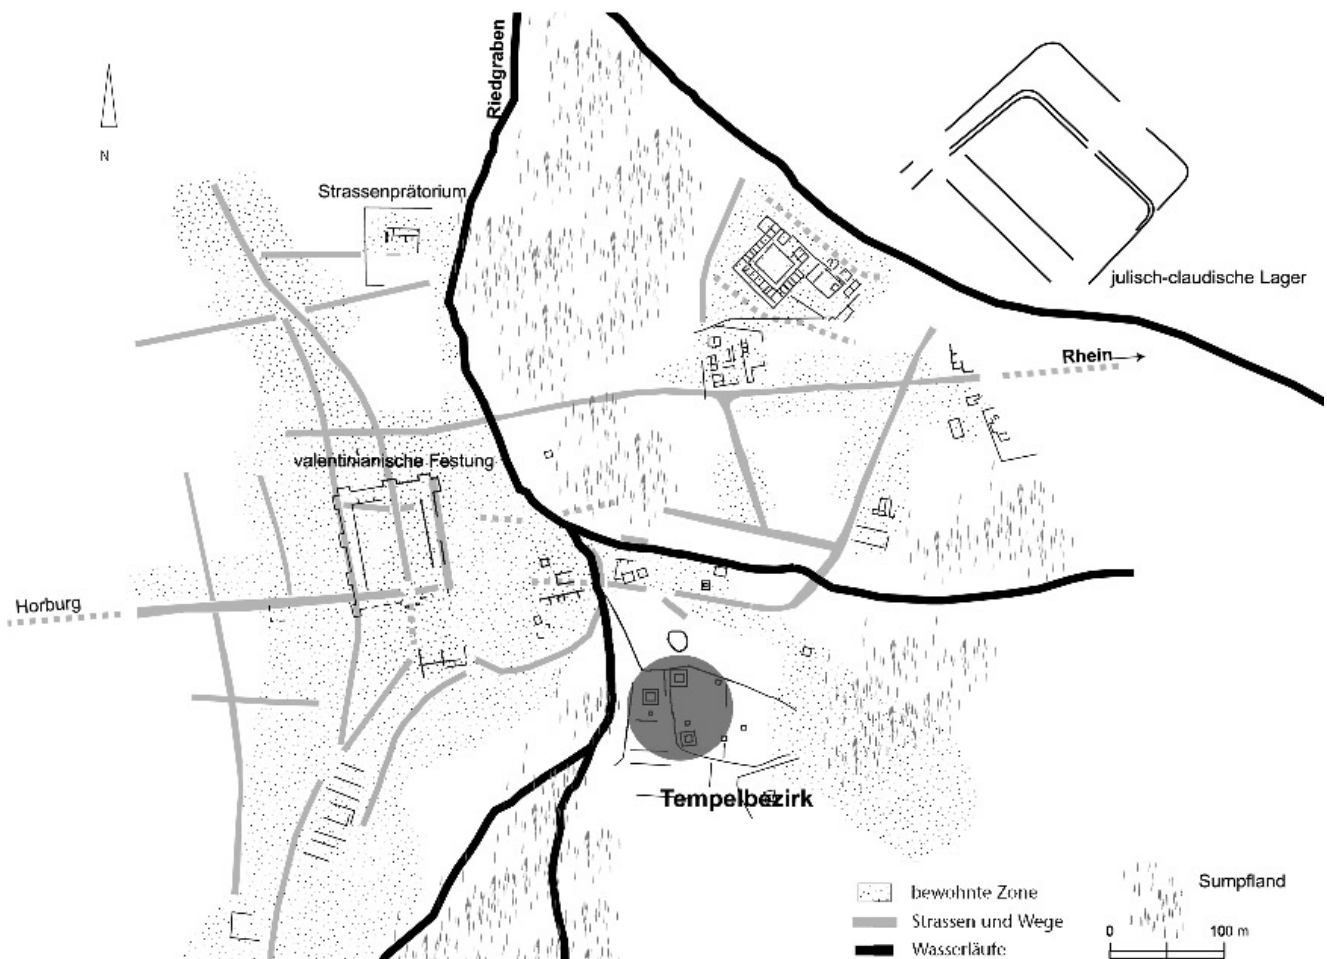 Riedgraben
N
Strassenprätorium
julisch-claudische Lager
Rhein
valentinianische Festung
Horburg
Tempelbezirk
bewohnte Zone
Strassen und Wege
Wasserläufe
Sumpfland
0 100 m